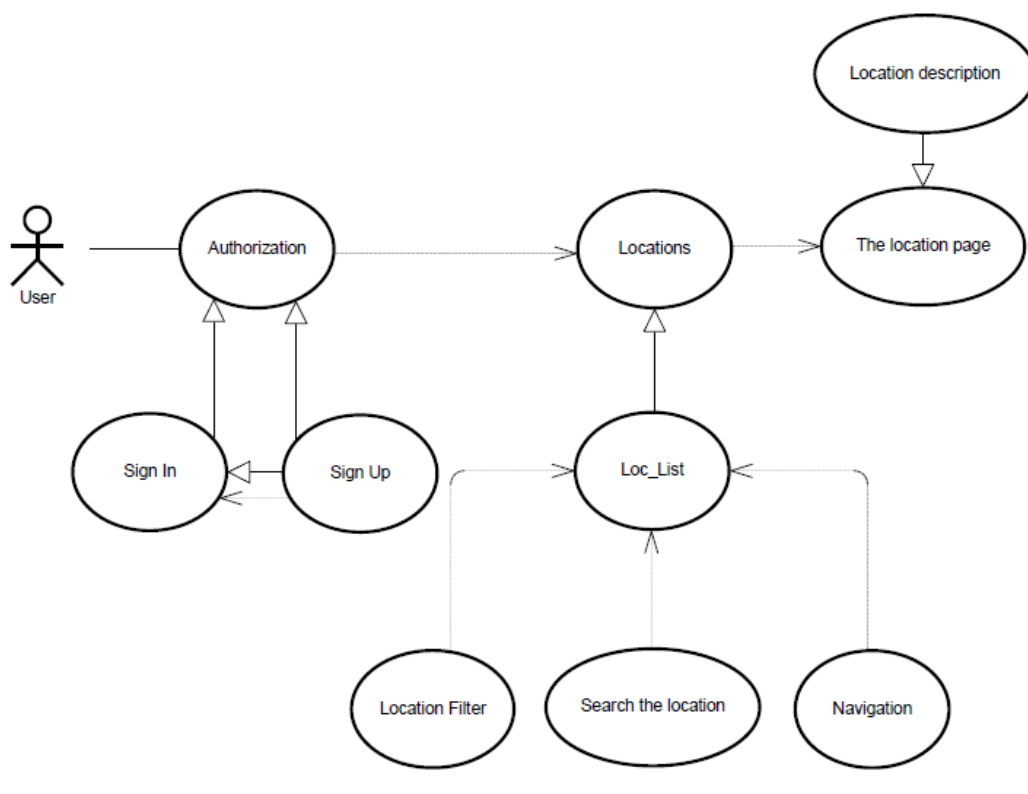 Location description
Authorization
Locations
The location page
User
Sign In
Sign Up
Loc_List
Location Filter
Search the location
Navigation